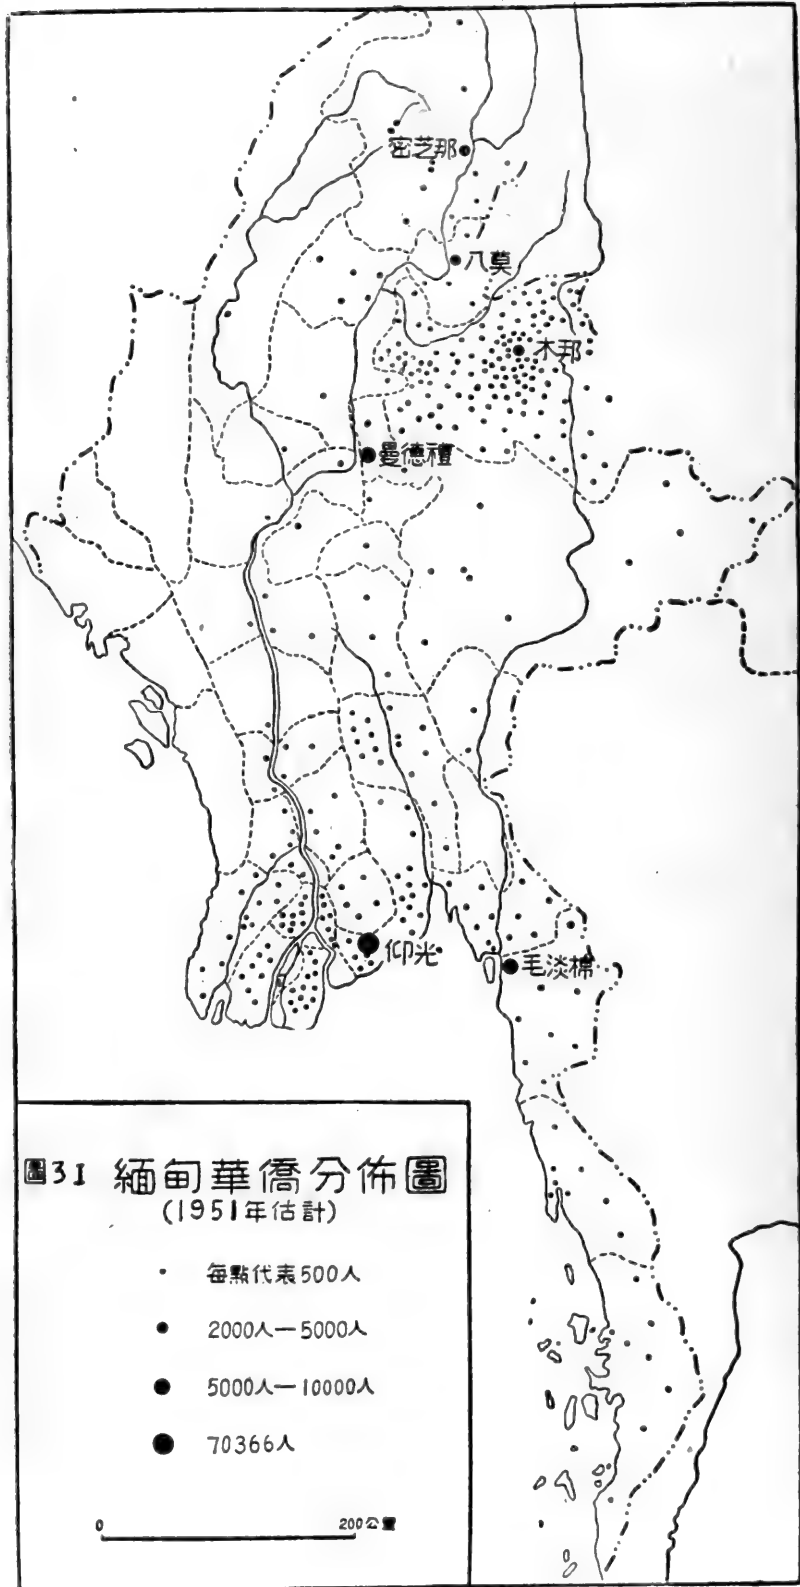 密芝那
八莫
木邦
曼德禮
仰光
毛淡棉
圖31 緬甸華僑分佈圖
(1951年估計)
每點代表500人
2000人—5000人
5000人—10000人
70366人
0 200公里